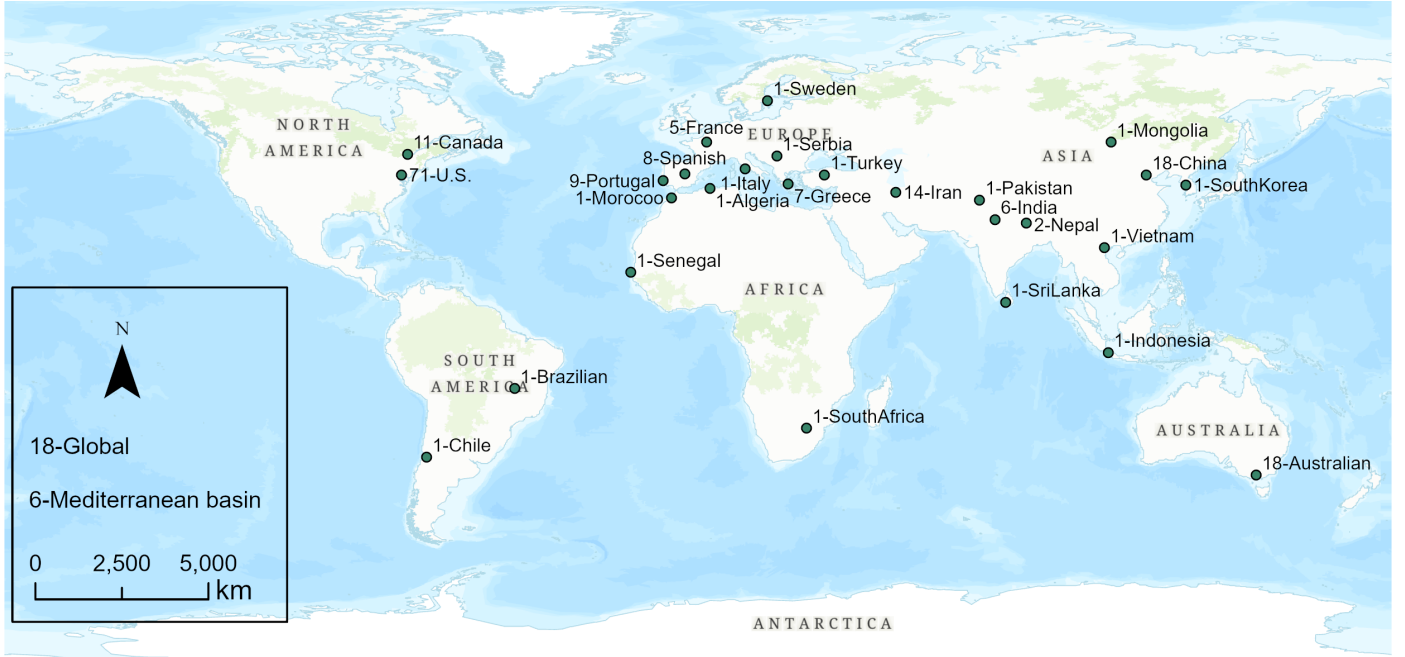 1-Sweden
NORTH
AMERICA
11-Canada
71-U.S.
5-France
EUROPE
1-Serbia
8-Spanish
1-Turkey
9-Portugal
1-Italy
1-Morocoo
1-Algeria
7-Greece
14-Iran
ASIA
1-Mongolia
18-China
1-SouthKorea
1-Pakistan
6-India
2-Nepal
1-Vietnam
1-Senegal
AFRICA
1-SriLanka
1-Indonesia
SOUTH
AMERICA
1-Brazilian
1-Chile
1-SouthAfrica
AUSTRALIA
18-Australian
N
18-Global
6-Mediterranean basin
0 2,500 5,000
km
ANTARCTICA